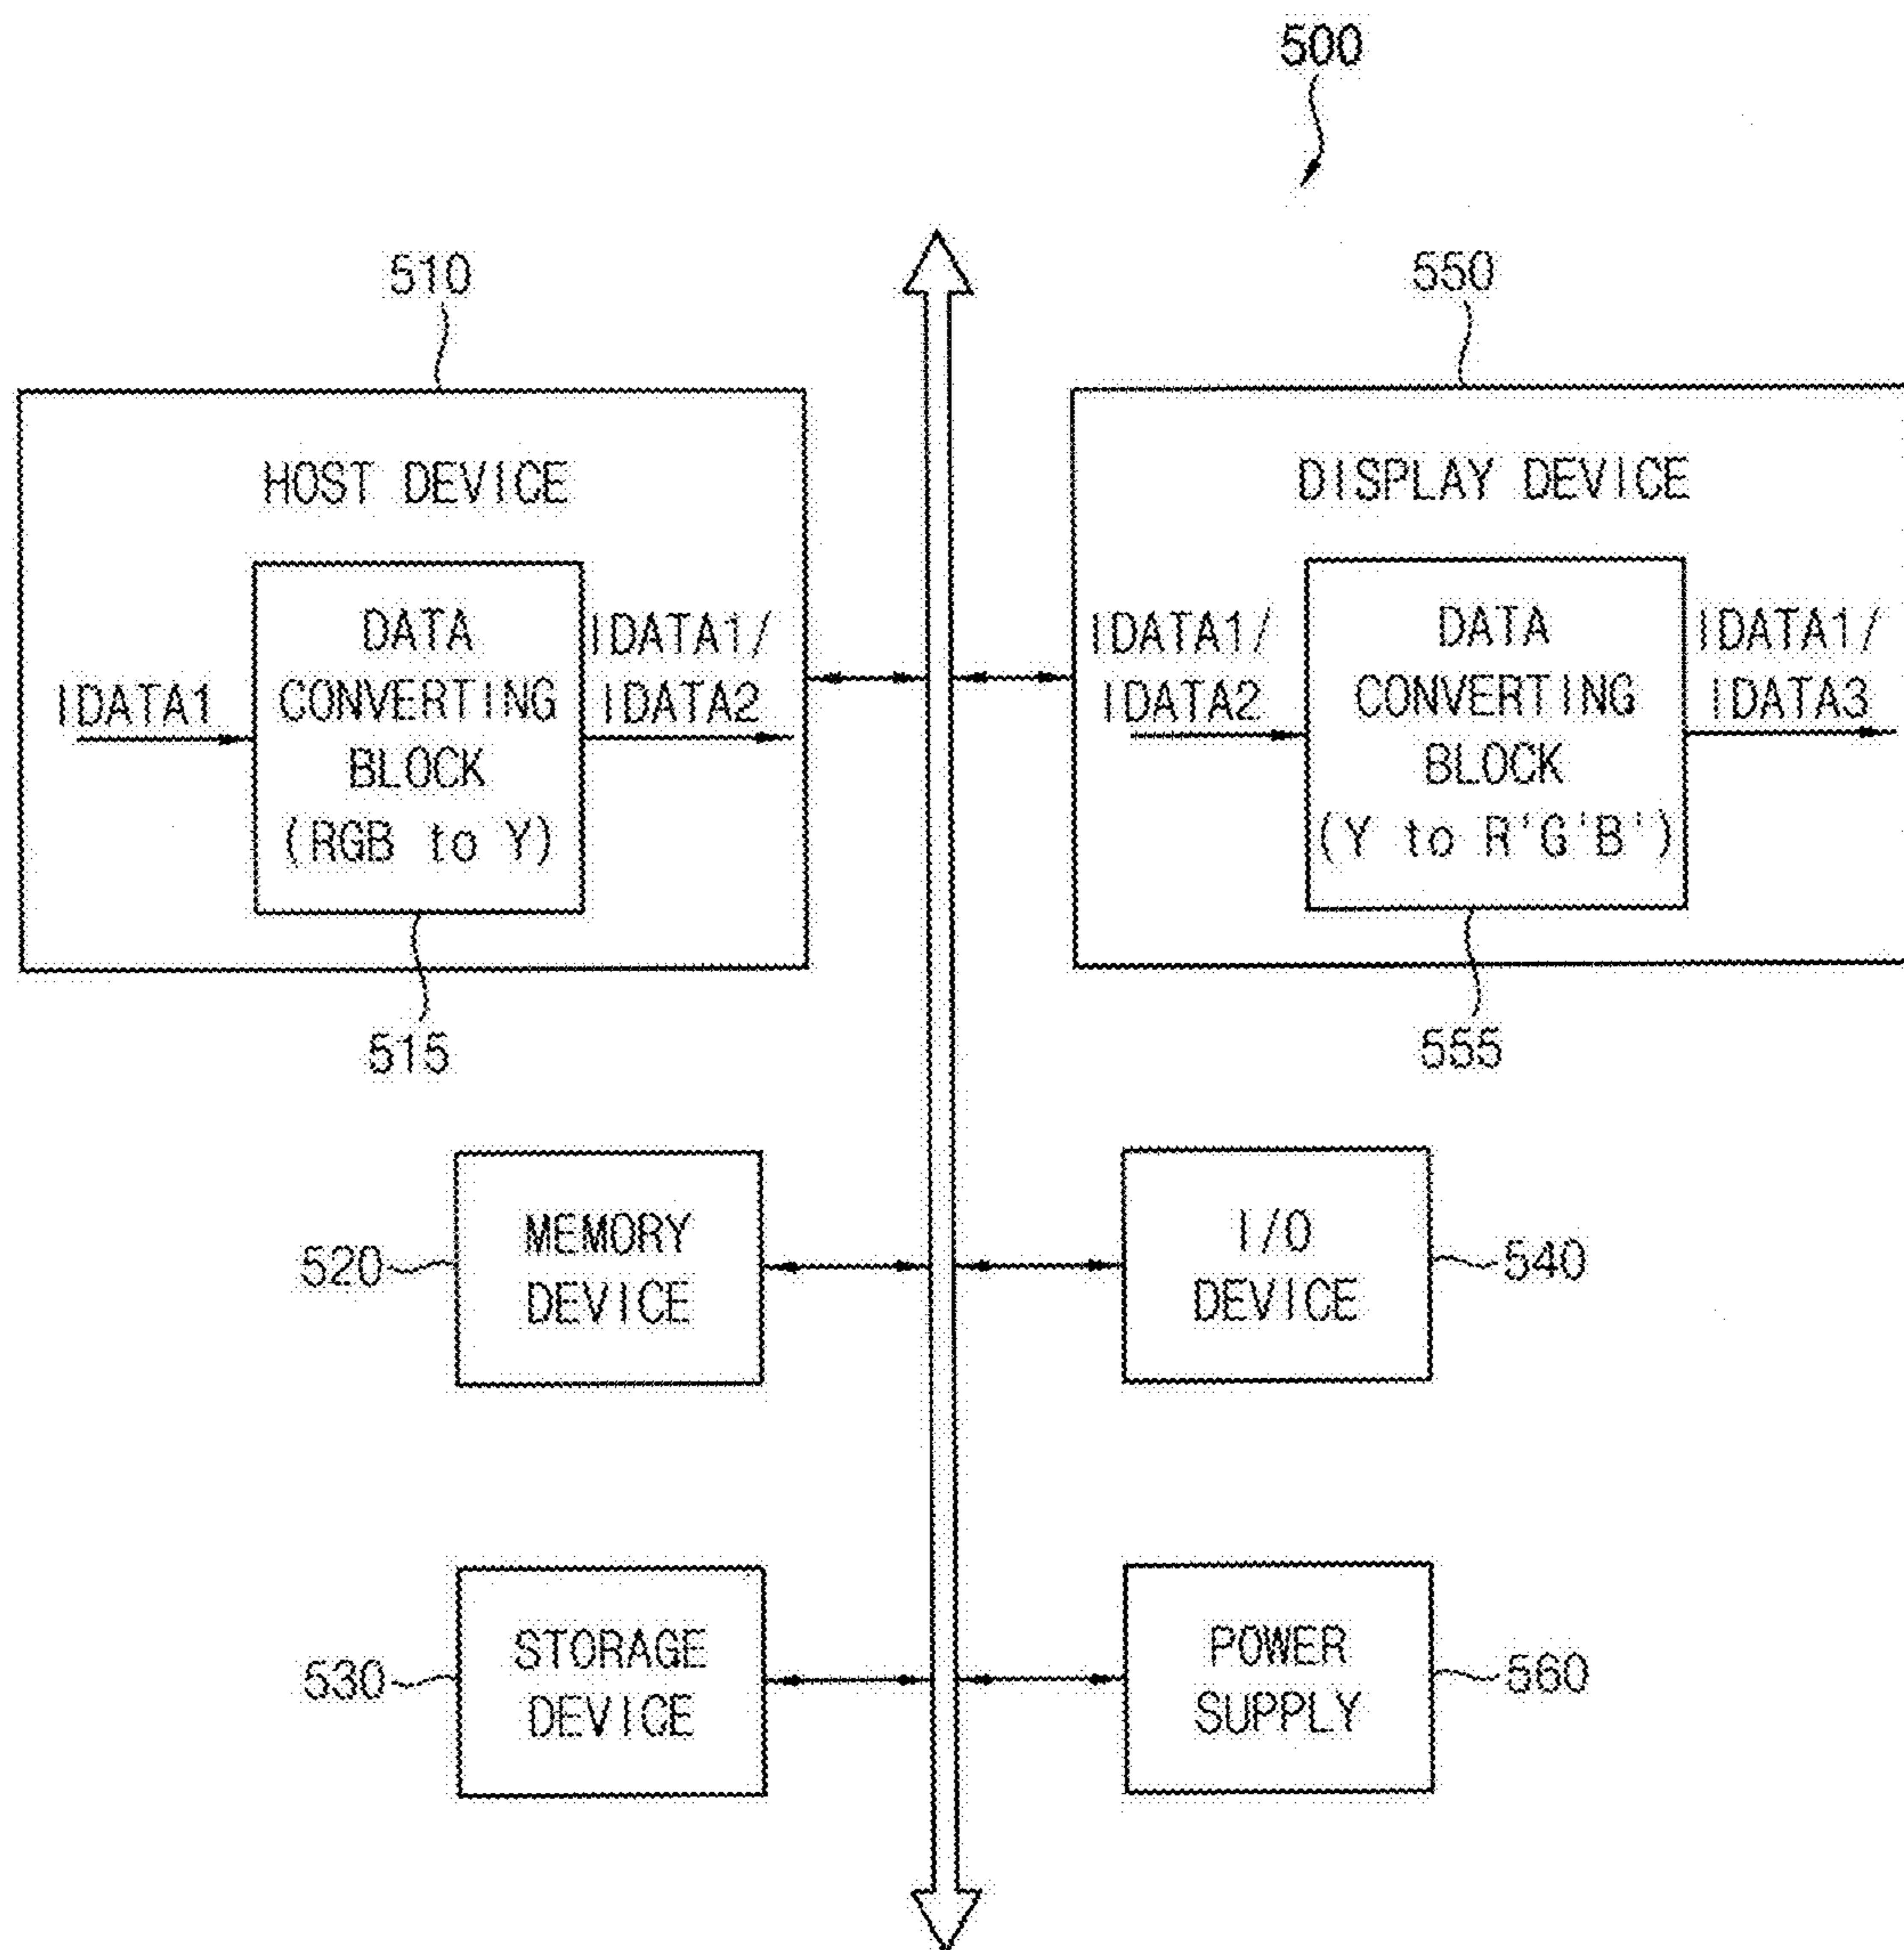 500
510
550
HOST DEVICE
DISPLAY DEVICE
IDATA1
DATA
CONVERTING
BLOCK
(RGB to Y)
IDATA1/
IDATA2
IDATA1/
IDATA2
DATA
CONVERTING
BLOCK
(Y to R'G'B')
IDATA1/
IDATA3
515
555
520
MEMORY
DEVICE
I/O
DEVICE
540
530
STORAGE
DEVICE
POWER
SUPPLY
560